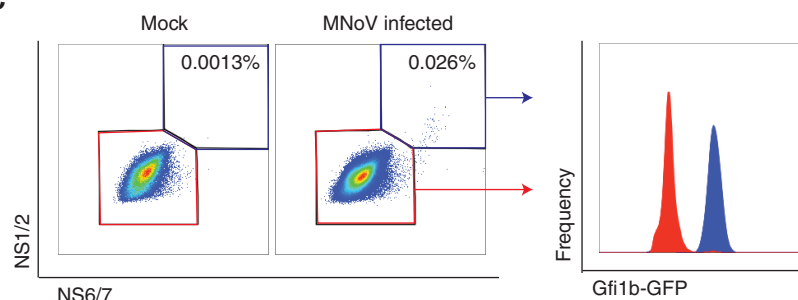 Mock
MNoV infected
0.0013%
0.026%
NS1/2
NS6/7
Frequency
Gfi1b-GFP